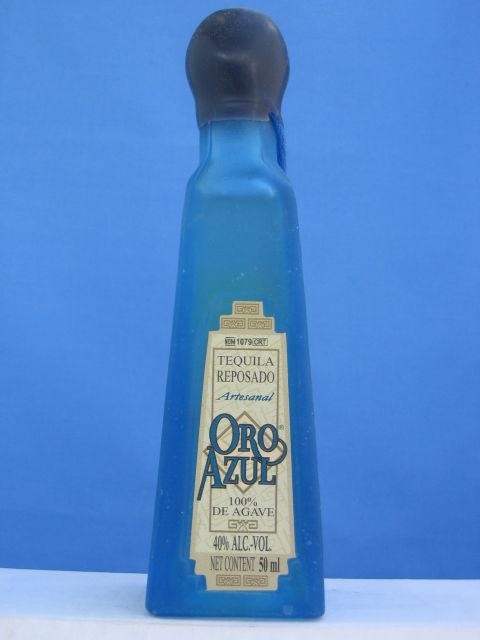 NOM 1079 CRT
TEQUILA
REPOSADO
Artesanal
ORO®
AZUL
100%
DE AGAVE
40% ALC.-VOL.
NET CONTENT 50 ml